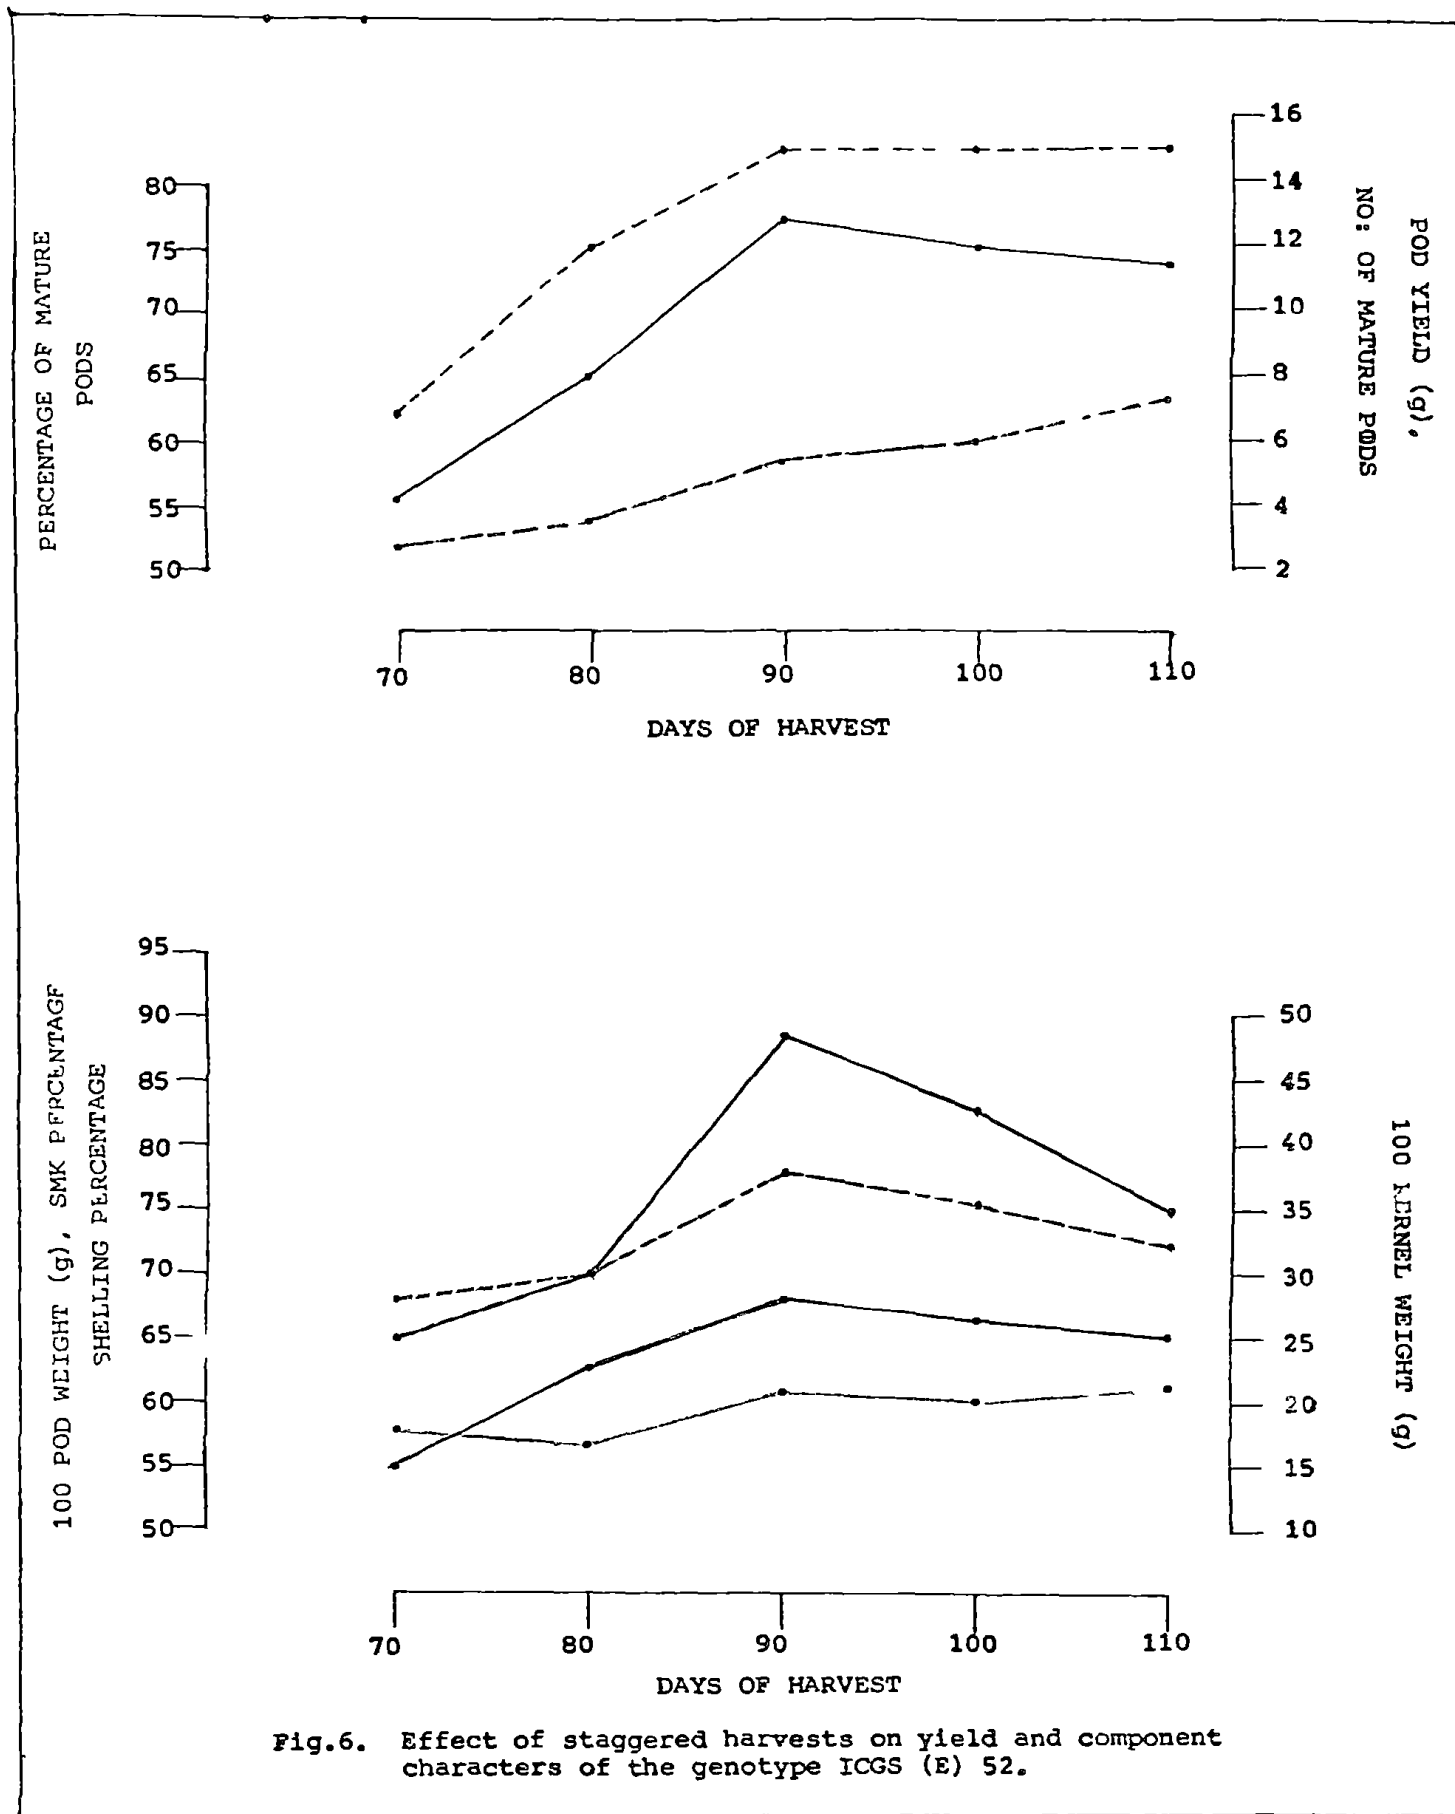 PERCENTAGE OF MATURE
PODS
80
75
70
65
60
55
50
16
14
12
10
8
6
4
2
NO: OF MATURE PODS
POD YIELD (g),
70 80 90 100 110
DAYS OF HARVEST
100 POD WEIGHT (g), SMK PERCENTAGE
SHELLING PERCENTAGE
95
90
85
80
75
70
65
60
55
50
50
45
40
35
30
25
20
15
10
100 KERNEL WEIGHT (g)
70 80 90 100 110
DAYS OF HARVEST
Fig.6. Effect of staggered harvests on yield and component
characters of the genotype ICGS (E) 52.